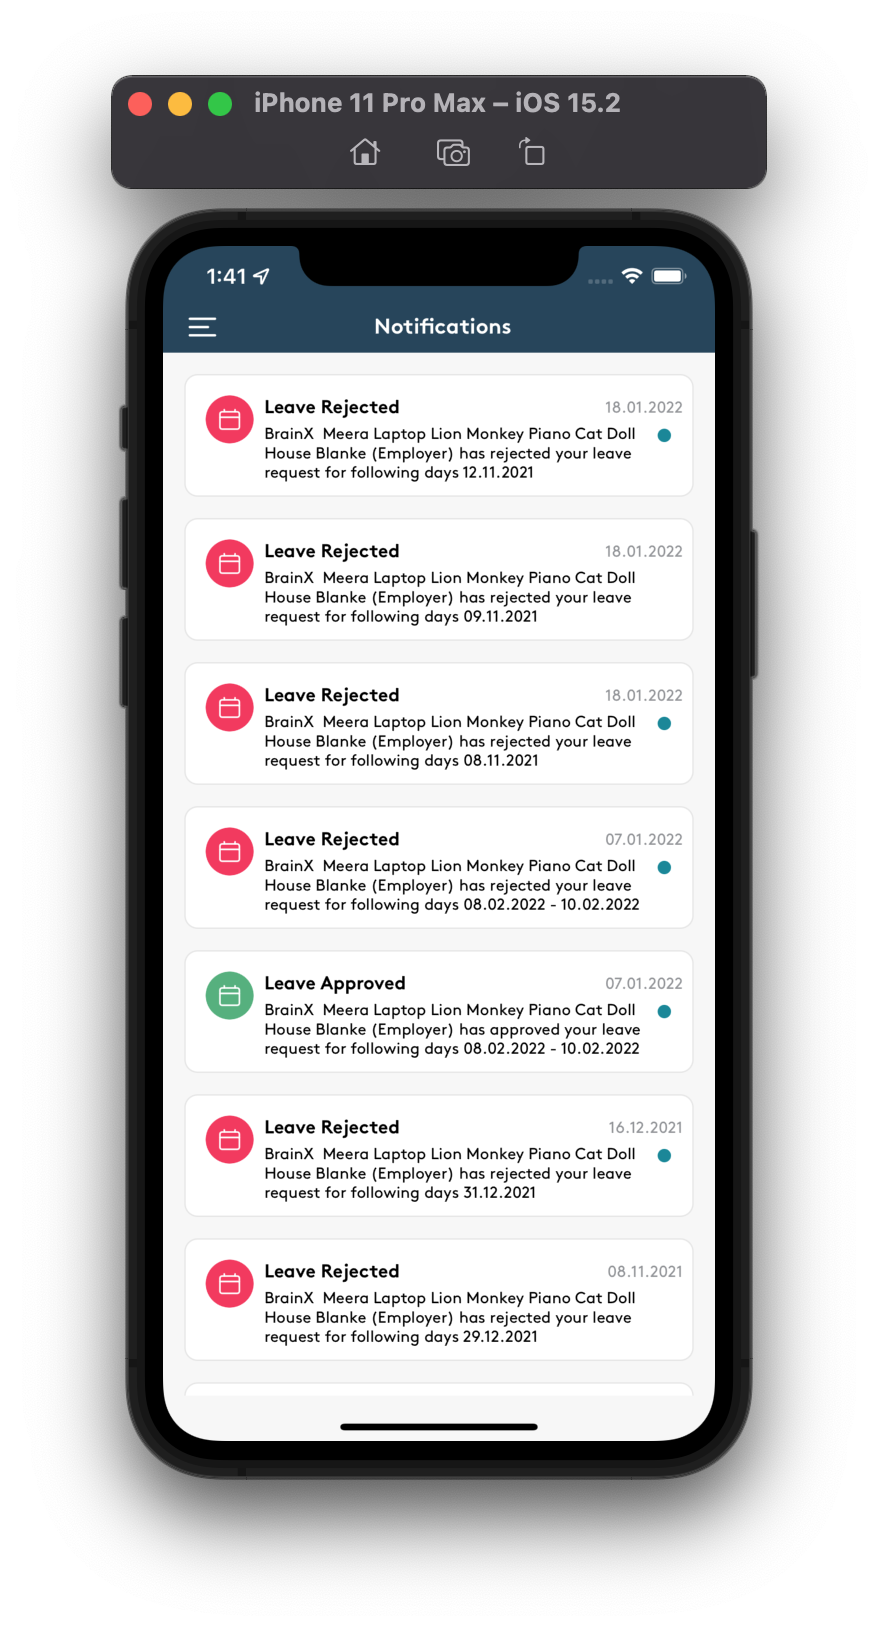 iPhone 11 Pro Max – iOS 15.2
1:41
Notifications
Leave Rejected 18.01.2022
BrainX  Meera Laptop Lion Monkey Piano Cat Doll
House Blanke (Employer) has rejected your leave
request for following days 12.11.2021
Leave Rejected 18.01.2022
BrainX  Meera Laptop Lion Monkey Piano Cat Doll
House Blanke (Employer) has rejected your leave
request for following days 09.11.2021
Leave Rejected 18.01.2022
BrainX  Meera Laptop Lion Monkey Piano Cat Doll
House Blanke (Employer) has rejected your leave
request for following days 08.11.2021
Leave Rejected 07.01.2022
BrainX  Meera Laptop Lion Monkey Piano Cat Doll
House Blanke (Employer) has rejected your leave
request for following days 08.02.2022 - 10.02.2022
Leave Approved 07.01.2022
BrainX  Meera Laptop Lion Monkey Piano Cat Doll
House Blanke (Employer) has approved your leave
request for following days 08.02.2022 - 10.02.2022
Leave Rejected 16.12.2021
BrainX  Meera Laptop Lion Monkey Piano Cat Doll
House Blanke (Employer) has rejected your leave
request for following days 31.12.2021
Leave Rejected 08.11.2021
BrainX  Meera Laptop Lion Monkey Piano Cat Doll
House Blanke (Employer) has rejected your leave
request for following days 29.12.2021